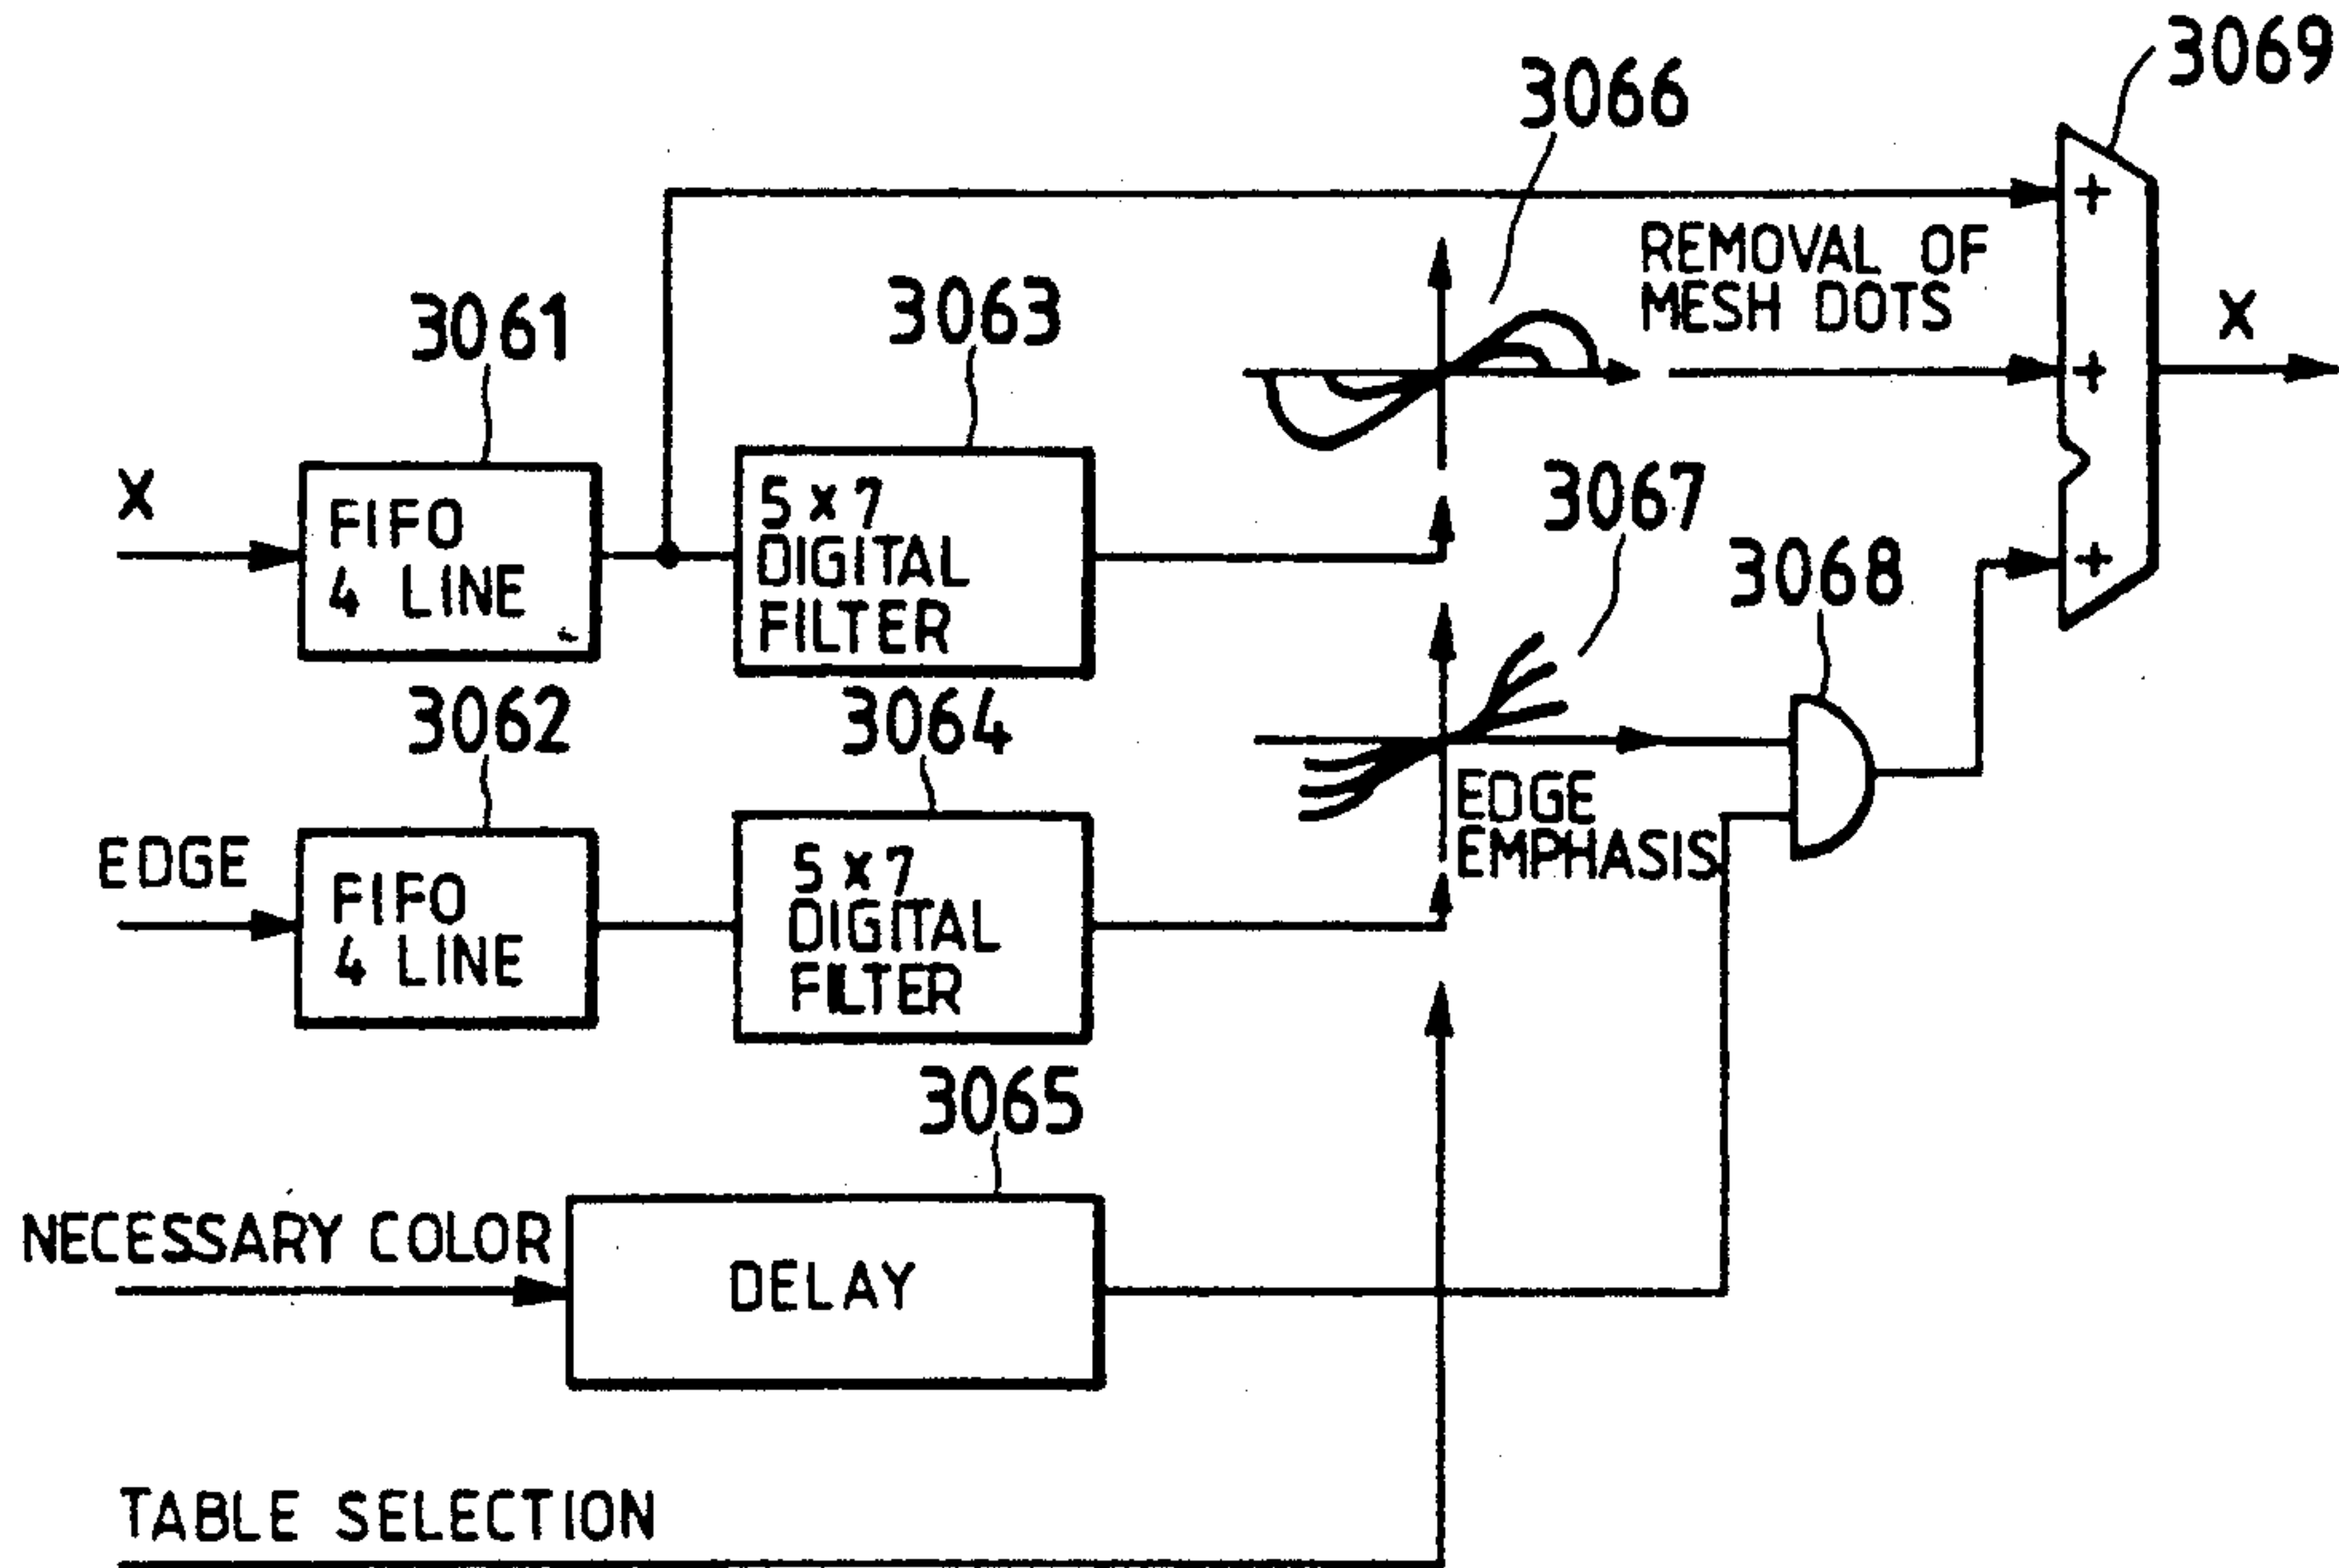 3069
3066
REMOVAL OF
MESH DOTS
+
+
+
X
3061
3063
X
FIFO
4 LINE
5 x 7
DIGITAL
FILTER
3067
3068
3062
3064
EDGE
FIFO
4 LINE
5 x 7
DIGITAL
FILTER
EDGE
EMPHASIS
3065
NECESSARY COLOR
DELAY
TABLE SELECTION